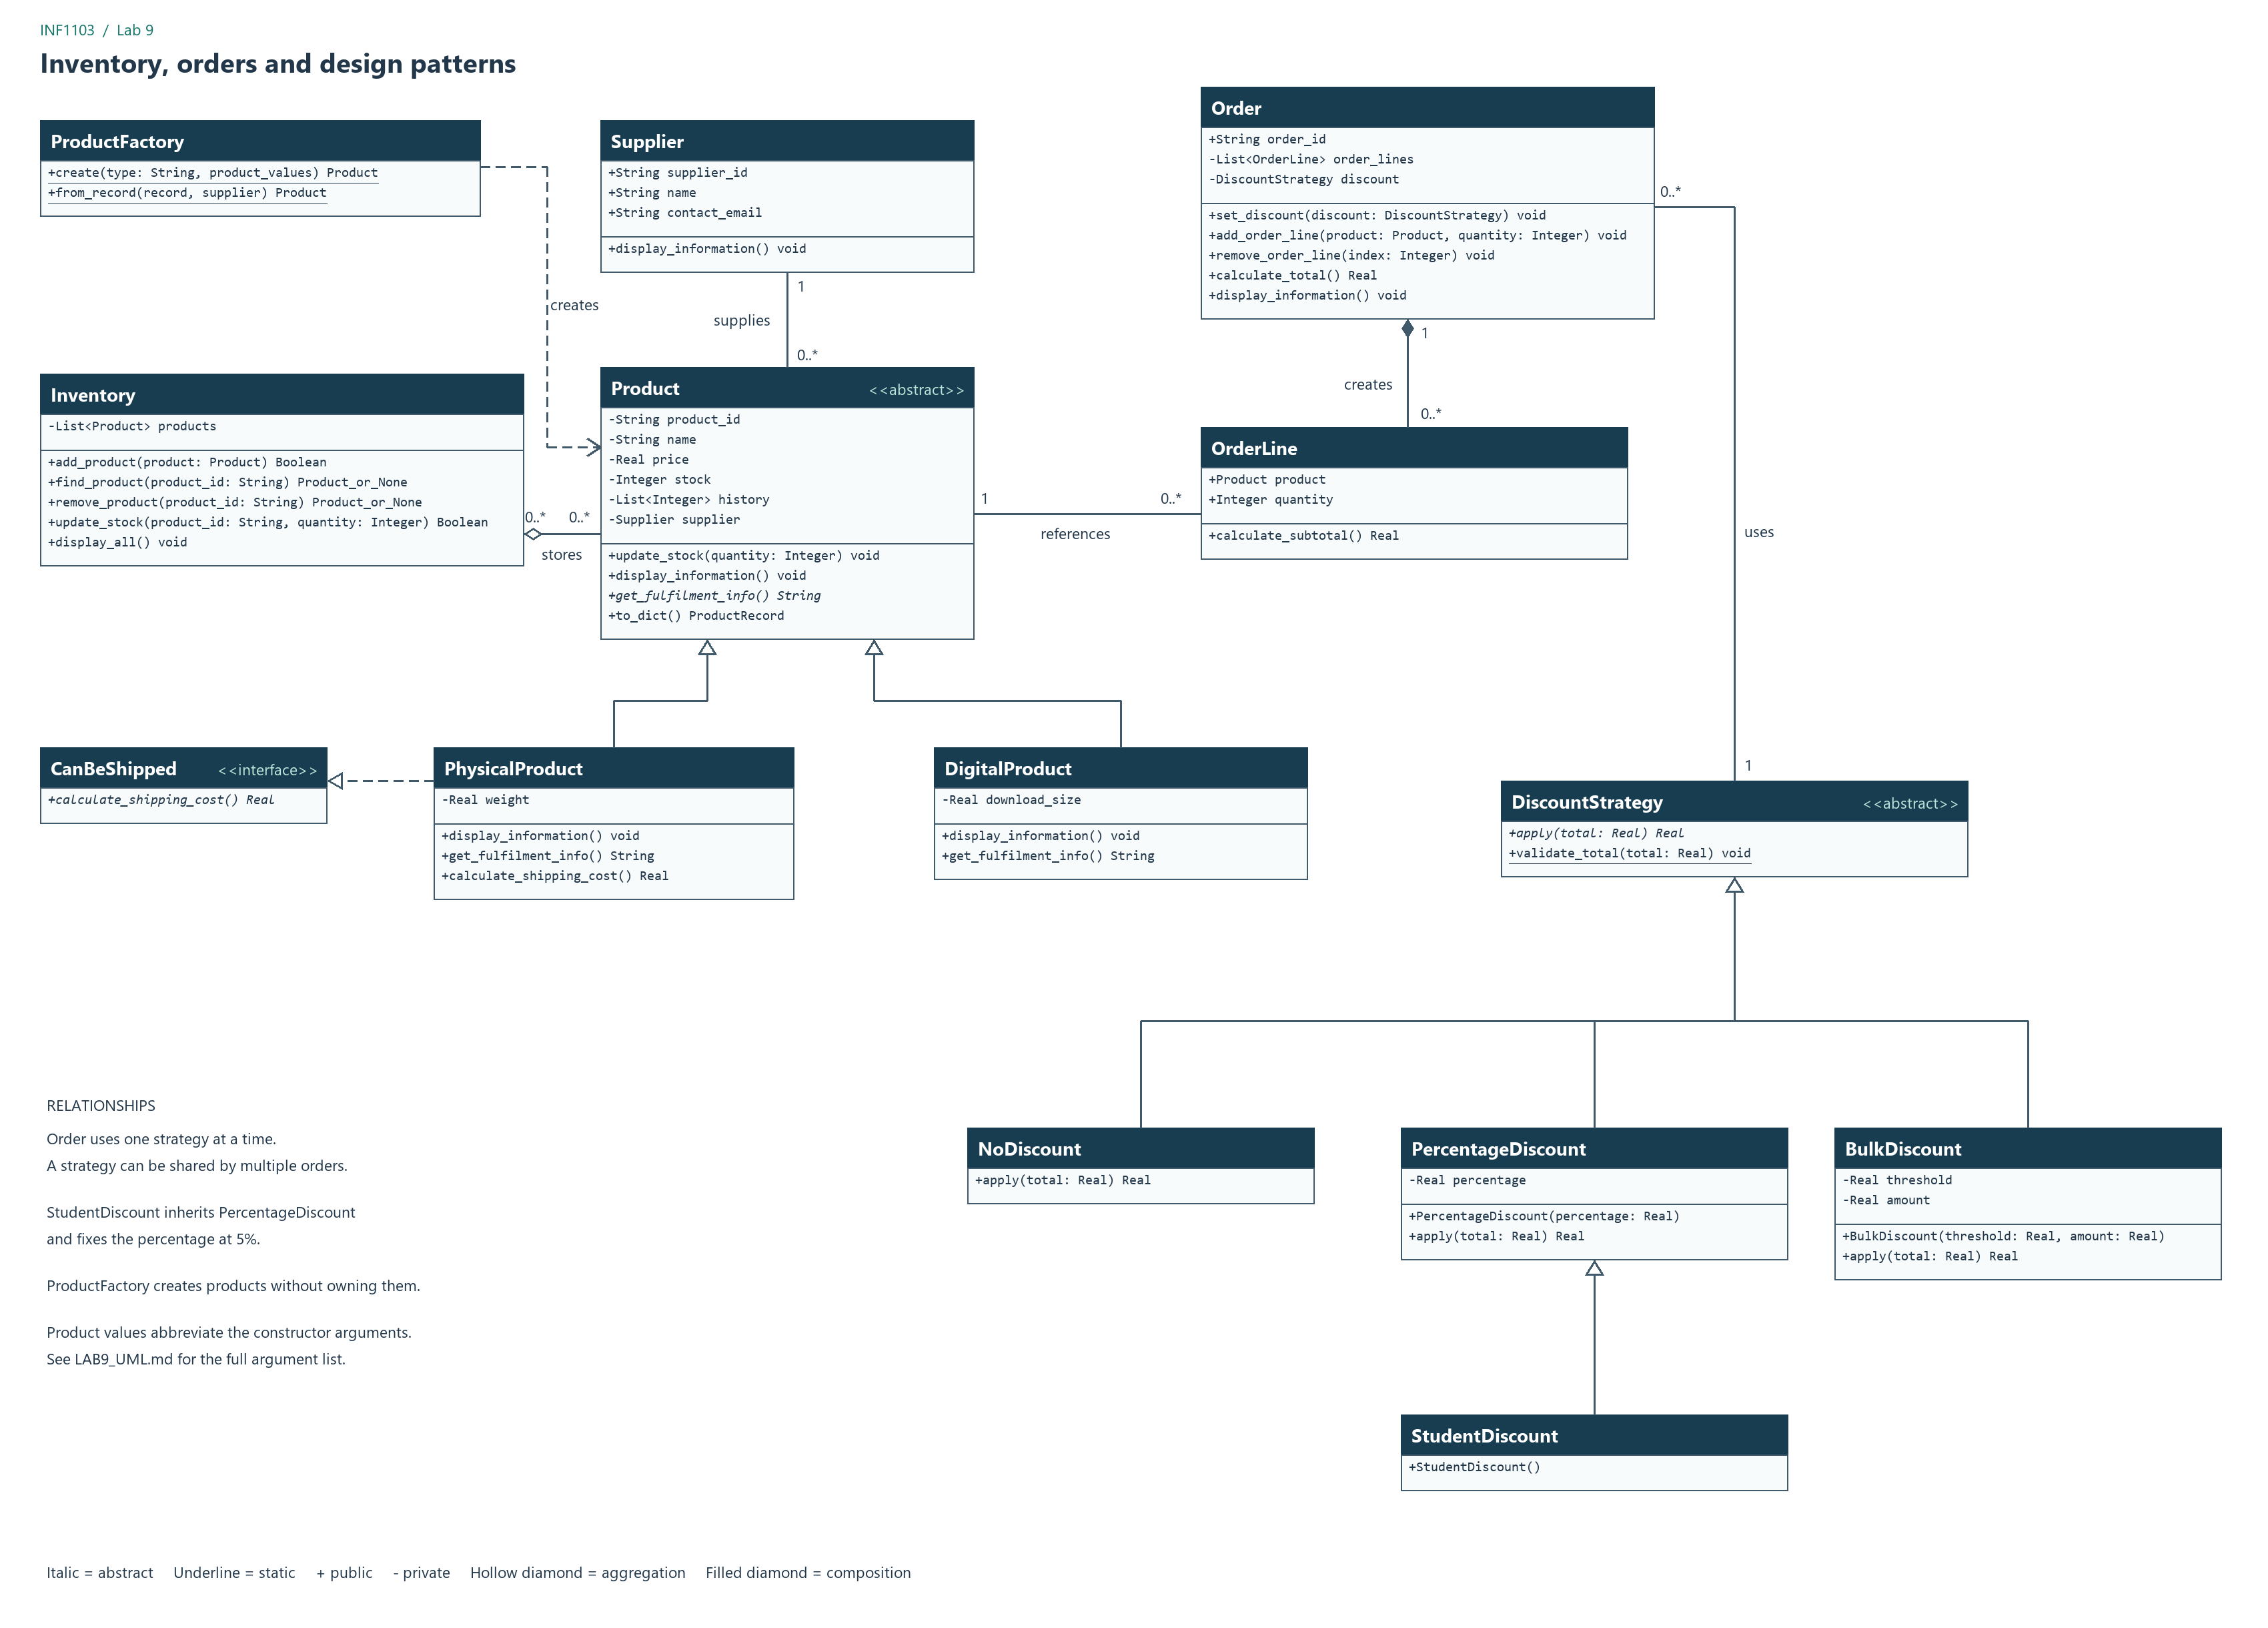 INF1103 / Lab 9
Inventory, orders and design patterns
ProductFactory
+create(type: String, product_values) Product
+from_record(record, supplier) Product
Supplier
+String supplier_id
+String name
+String contact_email
+display_information() void
Order
+String order_id
-List<OrderLine> order_lines
-DiscountStrategy discount
+set_discount(discount: DiscountStrategy) void
+add_order_line(product: Product, quantity: Integer) void
+remove_order_line(index: Integer) void
+calculate_total() Real
+display_information() void
0..*
creates
1
supplies
0..*
1
creates
0..*
Inventory
-List<Product> products
+add_product(product: Product) Boolean
+find_product(product_id: String) Product_or_None
+remove_product(product_id: String) Product_or_None
+update_stock(product_id: String, quantity: Integer) Boolean
+display_all() void
0..*
0..*
stores
Product
<<abstract>>
-String product_id
-String name
-Real price
-Integer stock
-List<Integer> history
-Supplier supplier
+update_stock(quantity: Integer) void
+display_information() void
+get_fulfilment_info() String
+to_dict() ProductRecord
1
0..*
references
OrderLine
+Product product
+Integer quantity
+calculate_subtotal() Real
uses
1
CanBeShipped
<<interface>>
+calculate_shipping_cost() Real
PhysicalProduct
-Real weight
+display_information() void
+get_fulfilment_info() String
+calculate_shipping_cost() Real
DigitalProduct
-Real download_size
+display_information() void
+get_fulfilment_info() String
DiscountStrategy
<<abstract>>
+apply(total: Real) Real
+validate_total(total: Real) void
NoDiscount
+apply(total: Real) Real
PercentageDiscount
-Real percentage
+PercentageDiscount(percentage: Real)
+apply(total: Real) Real
BulkDiscount
-Real threshold
-Real amount
+BulkDiscount(threshold: Real, amount: Real)
+apply(total: Real) Real
StudentDiscount
+StudentDiscount()
RELATIONSHIPS
Order uses one strategy at a time.
A strategy can be shared by multiple orders.
StudentDiscount inherits PercentageDiscount
and fixes the percentage at 5%.
ProductFactory creates products without owning them.
Product values abbreviate the constructor arguments.
See LAB9_UML.md for the full argument list.
Italic = abstract Underline = static + public - private Hollow diamond = aggregation Filled diamond = composition